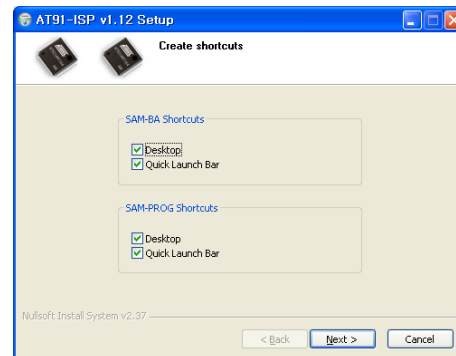 AT91-ISP v1.12 Setup
Create shortcuts
SAM-BA Shortcuts
Desktop
Quick Launch Bar
SAM-PROG Shortcuts
Desktop
Quick Launch Bar
Nullsoft Install System v2.37
< Back
Next >
Cancel